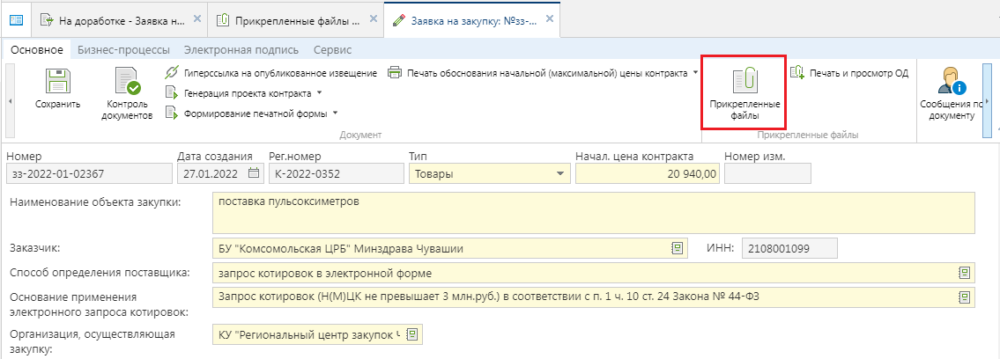 На доработке - Заявка н...
Прикрепленные файлы ...
Заявка на закупку: №зз-...
Основное Бизнес-процессы Электронная подпись Сервис
Сохранить
Контроль
документов
Гиперссылка на опубликованное извещение
Генерация проекта контракта
Формирование печатной формы
Печать обоснования начальной (максимальной) цены контракта
Документ
Прикрепленные
файлы
Печать и просмотр ОД
Прикрепленные файлы
Сообщения по
документу
Номер Дата создания Рег.номер Тип Начал. цена контракта Номер изм.
зз-2022-01-02367 27.01.2022 К-2022-0352 Товары 20 940,00
Наименование объекта закупки: поставка пульсоксиметров
Заказчик: БУ "Комсомольская ЦРБ" Минздрава Чувашии ИНН: 2108001099
Способ определения поставщика: запрос котировок в электронной форме
Основание применения
электронного запроса котировок:
Запрос котировок (Н(М)ЦК не превышает 3 млн.руб.) в соответствии с п. 1 ч. 10 ст. 24 Закона № 44-ФЗ
Организация, осуществляющая
закупку:
КУ "Региональный центр закупок